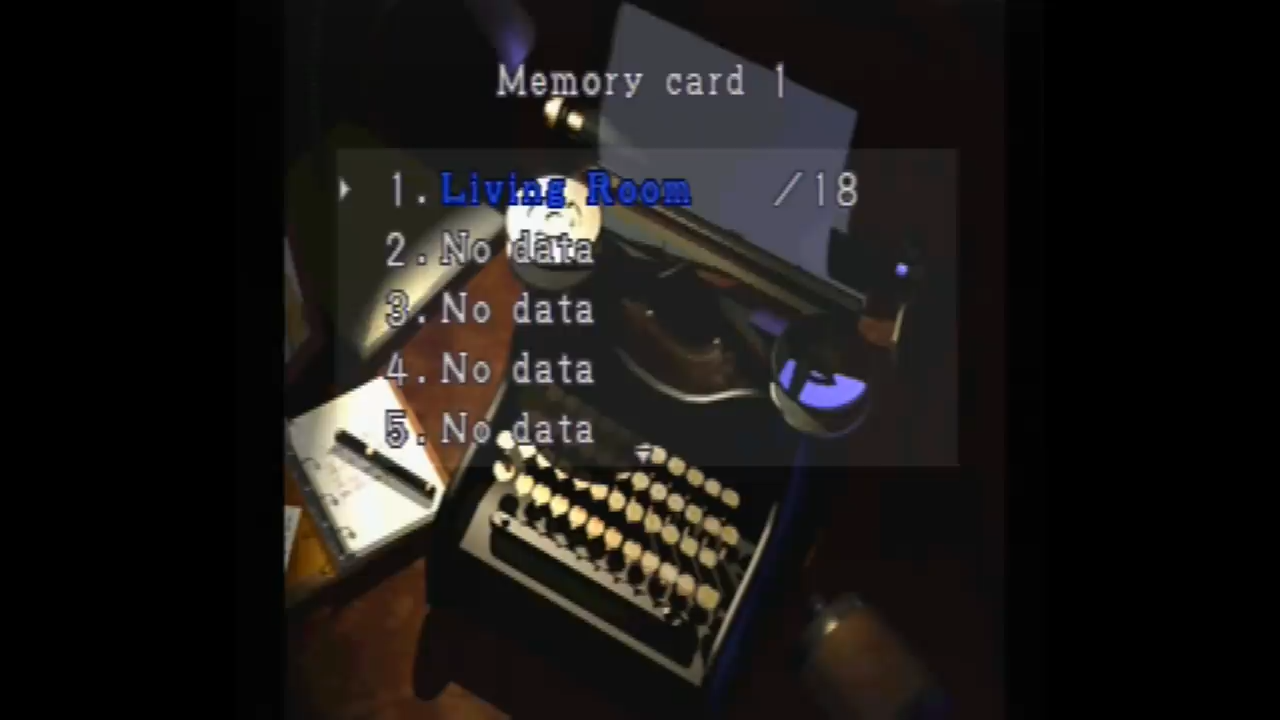 Memory card 1
1. Living Room /18
2. No data
3. No data
4. No data
5. No data